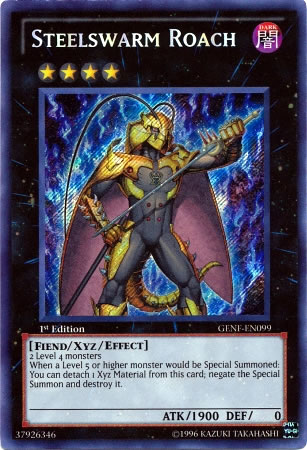 STEELSWARM ROACH
DARK
闇
1st Edition
GENF-EN099
[FIEND/XYZ/EFFECT]
2 Level 4 monsters
When a Level 5 or higher monster would be Special Summoned:
You can detach 1 Xyz Material from this card; negate the Special
Summon and destroy it.
ATK/1900 DEF/ 0
37926346
©1996 KAZUKI TAKAHASHI